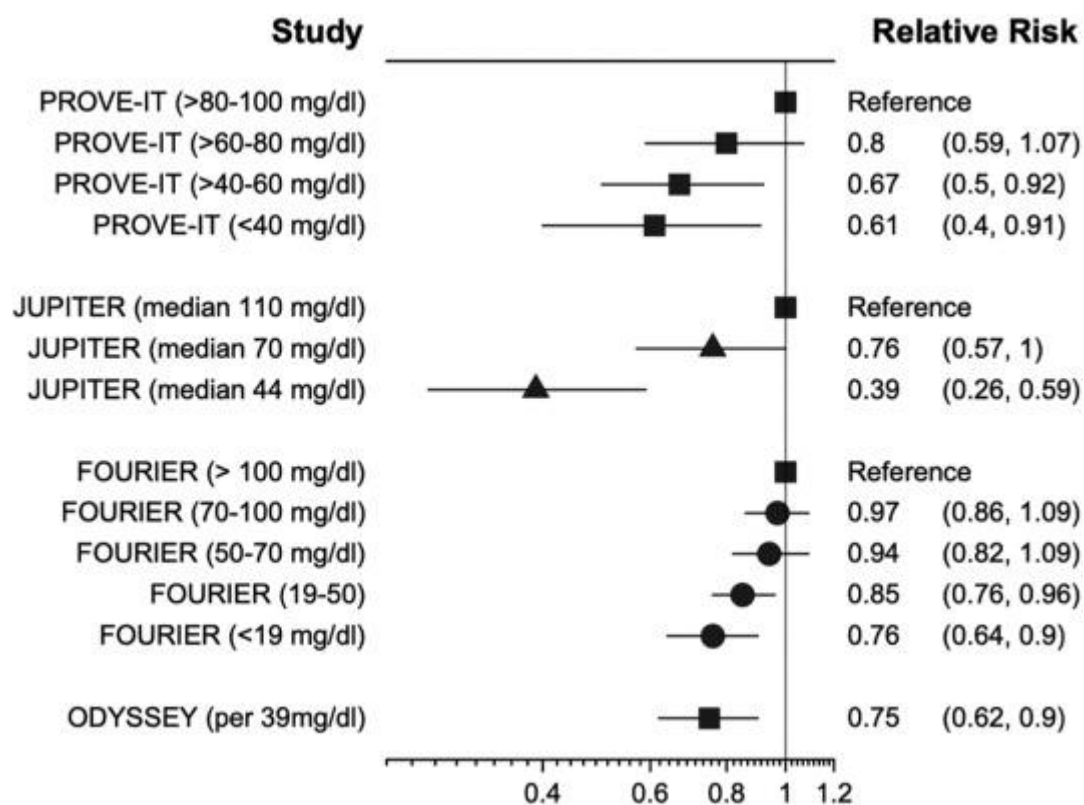 Study Relative Risk
PROVE-IT (>80-100 mg/dl) Reference
PROVE-IT (>60-80 mg/dl) 0.8 (0.59, 1.07)
PROVE-IT (>40-60 mg/dl) 0.67 (0.5, 0.92)
PROVE-IT (<40 mg/dl) 0.61 (0.4, 0.91)
JUPITER (median 110 mg/dl) Reference
JUPITER (median 70 mg/dl) 0.76 (0.57, 1)
JUPITER (median 44 mg/dl) 0.39 (0.26, 0.59)
FOURIER (> 100 mg/dl) Reference
FOURIER (70-100 mg/dl) 0.97 (0.86, 1.09)
FOURIER (50-70 mg/dl) 0.94 (0.82, 1.09)
FOURIER (19-50) 0.85 (0.76, 0.96)
FOURIER (<19 mg/dl) 0.76 (0.64, 0.9)
ODYSSEY (per 39mg/dl) 0.75 (0.62, 0.9)
0.4 0.6 0.8 1 1.2